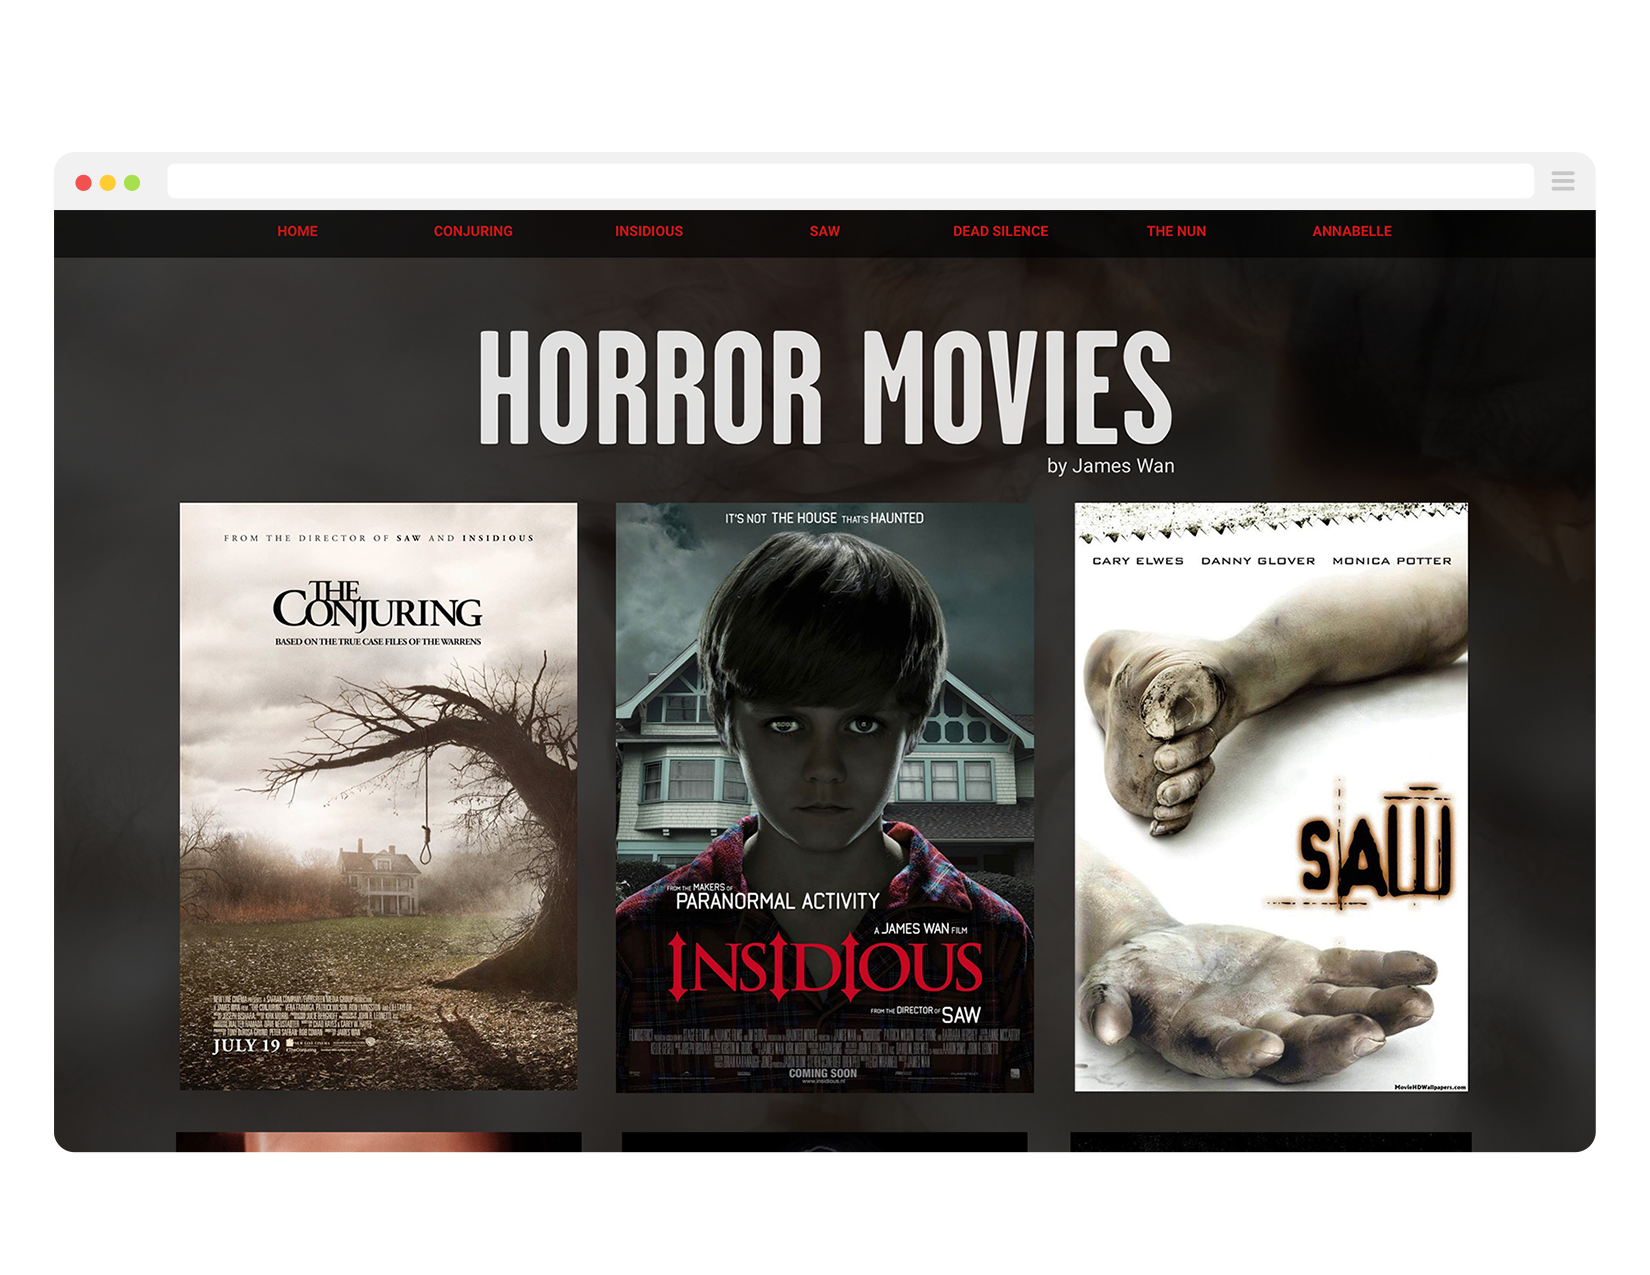 HOME CONJURING INSIDIOUS SAW DEAD SILENCE THE NUN ANNABELLE
HORROR MOVIES
by James Wan
FROM THE DIRECTOR OF SAW AND INSIDIOUS
THE
CONJURING
BASED ON THE TRUE CASE FILES OF THE WARRENS
JULY 19
IT'S NOT THE HOUSE THAT'S HAUNTED
FROM THE MAKERS OF
PARANORMAL ACTIVITY
A JAMES WAN FILM
INSIDIOUS
FROM THE DIRECTOR OF SAW
COMING SOON
www.insidious.nl
CARY ELWES DANNY GLOVER MONICA POTTER
SAW
MovieHDWallpapers.com